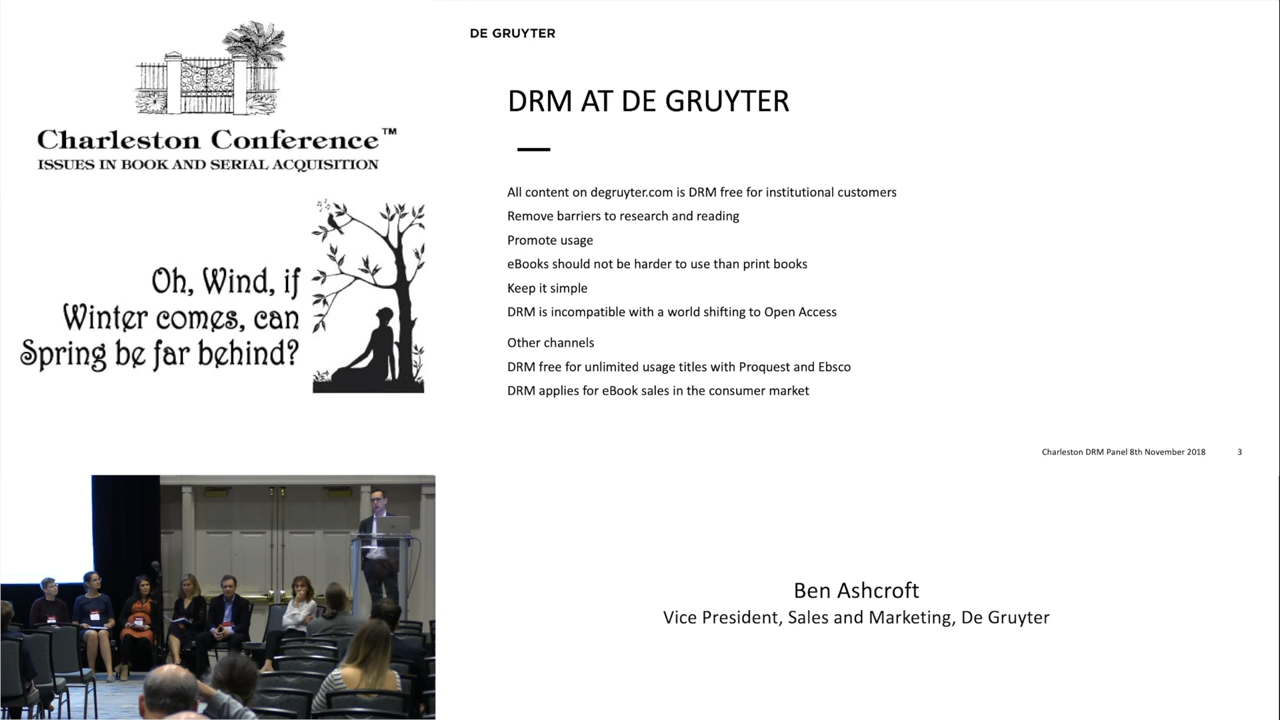 Charleston Conference™
ISSUES IN BOOK AND SERIAL ACQUISITION
Oh, Wind, if
Winter comes, can
Spring be far behind?
DE GRUYTER
DRM AT DE GRUYTER
All content on degruyter.com is DRM free for institutional customers
Remove barriers to research and reading
Promote usage
eBooks should not be harder to use than print books
Keep it simple
DRM is incompatible with a world shifting to Open Access
Other channels
DRM free for unlimited usage titles with Proquest and Ebsco
DRM applies for eBook sales in the consumer market
Charleston DRM Panel 8th November 2018
3
Ben Ashcroft
Vice President, Sales and Marketing, De Gruyter